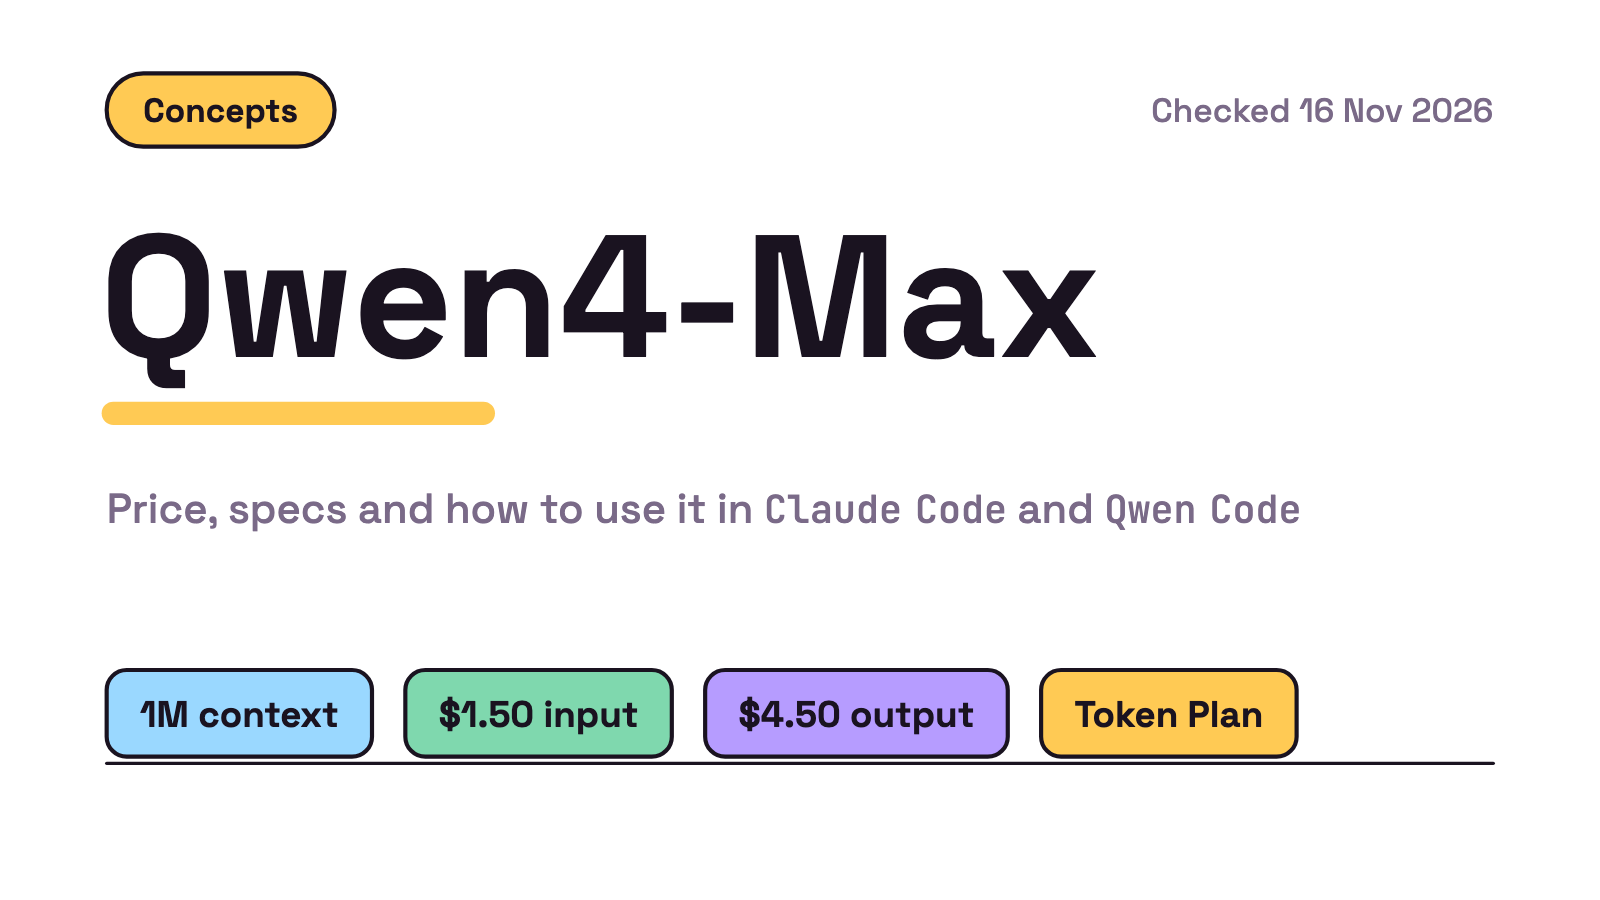 Concepts
Checked 16 Nov 2026
Qwen4-Max
Price, specs and how to use it in Claude Code and Qwen Code
1M context
$1.50 input
$4.50 output
Token Plan